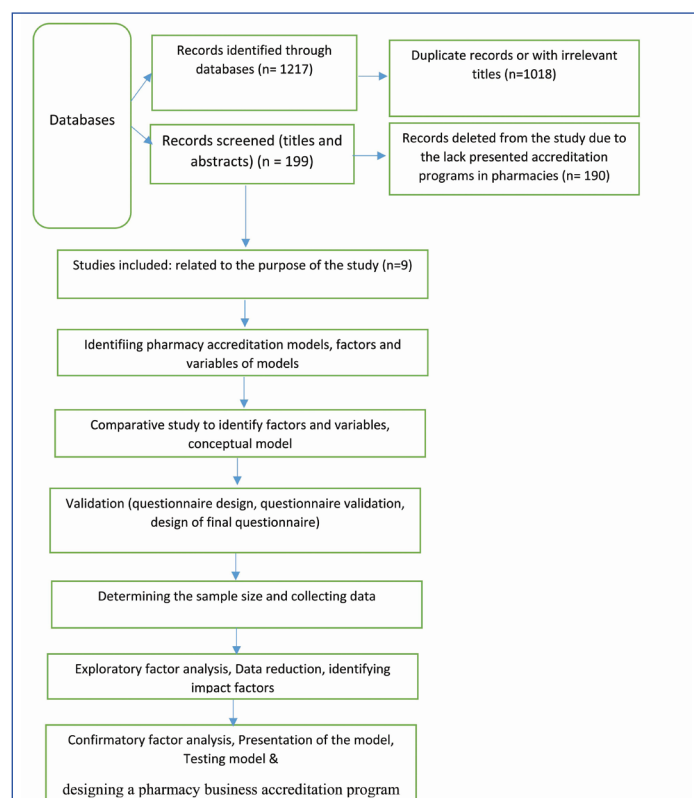 Databases
Records identified through
databases (n= 1217)
Duplicate records or with irrelevant
titles (n=1018)
Records screened (titles and
abstracts) (n = 199)
Records deleted from the study due to
the lack presented accreditation
programs in pharmacies (n= 190)
Studies included: related to the purpose of the study (n=9)
Identifiing pharmacy accreditation models, factors and
variables of models
Comparative study to identify factors and variables,
conceptual model
Validation (questionnaire design, questionnaire validation,
design of final questionnaire)
Determining the sample size and collecting data
Exploratory factor analysis, Data reduction, identifying
impact factors
Confirmatory factor analysis, Presentation of the model,
Testing model &
designing a pharmacy business accreditation program